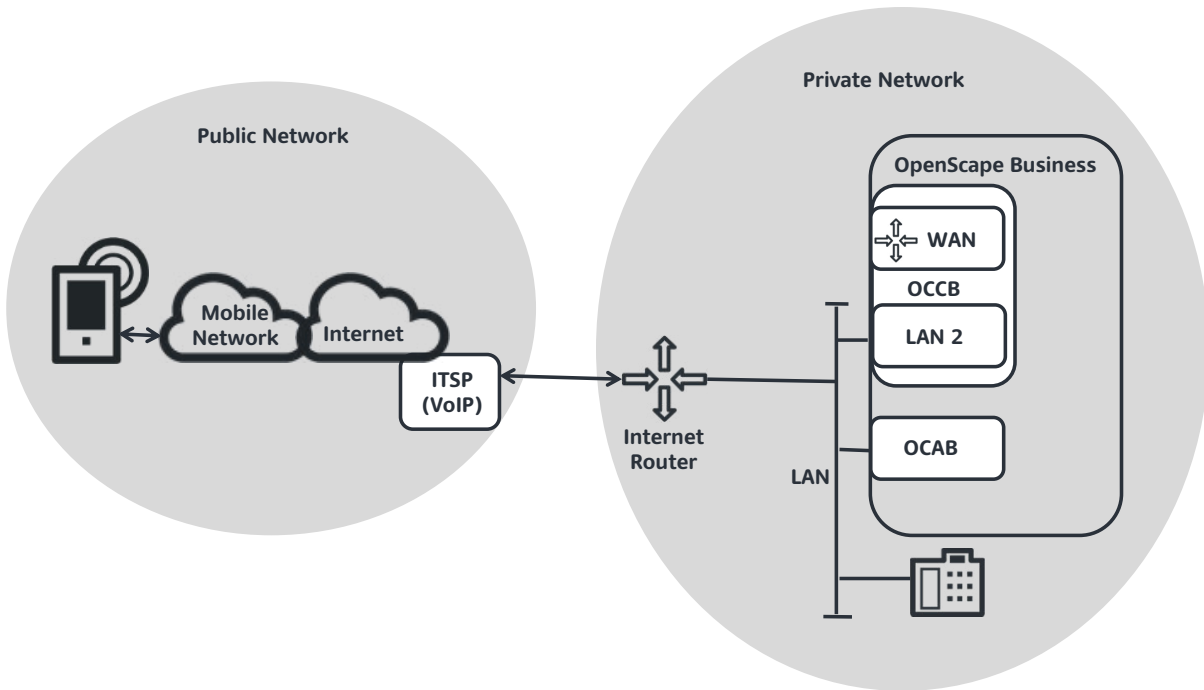 Private Network
Public Network
OpenScape Business
WAN
OCCB
LAN 2
Mobile
Network
Internet
ITSP
(VoIP)
Internet
Router
OCAB
LAN